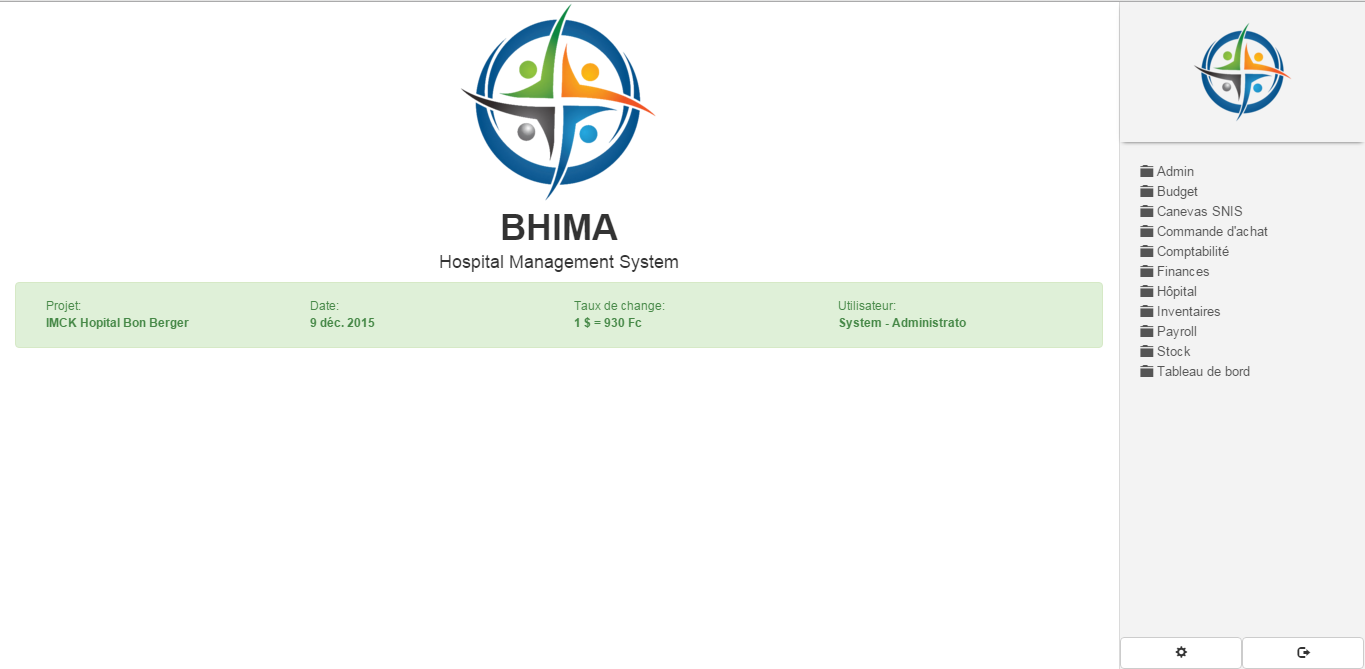 BHIMA
Hospital Management System
Projet:
IMCK Hopital Bon Berger
Date:
9 déc. 2015
Taux de change:
1 $ = 930 Fc
Utilisateur:
System - Administrato
Admin
Budget
Canevas SNIS
Commande d'achat
Comptabilité
Finances
Hôpital
Inventaires
Payroll
Stock
Tableau de bord